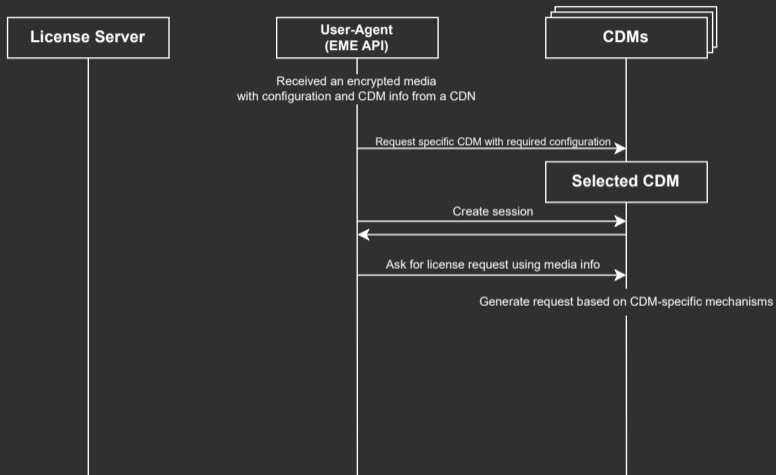 License Server
User-Agent
(EME API)
CDMs
Received an encrypted media
with configuration and CDM info from a CDN
Request specific CDM with required configuration
Selected CDM
Create session
Ask for license request using media info
Generate request based on CDM-specific mechanisms